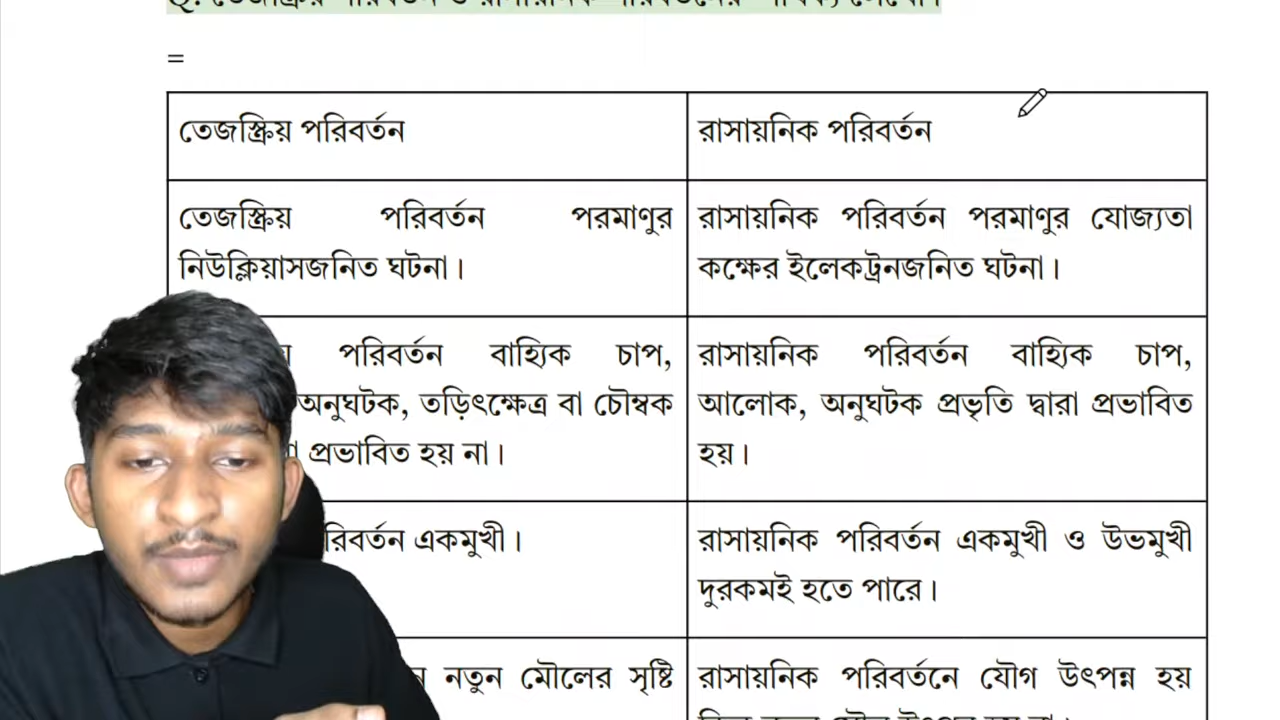 =
তেজস্ক্রিয় পরিবর্তন
রাসায়নিক পরিবর্তন
তেজস্ক্রিয় পরিবর্তন পরমাণুর
নিউক্লিয়াসজনিত ঘটনা।
রাসায়নিক পরিবর্তন পরমাণুর যোজ্যতা
কক্ষের ইলেকট্রনজনিত ঘটনা।
পরিবর্তন বাহ্যিক চাপ,
অনুঘটক, তড়িৎক্ষেত্র বা চৌম্বক
প্রভাবিত হয় না।
রাসায়নিক পরিবর্তন বাহ্যিক চাপ,
আলোক, অনুঘটক প্রভৃতি দ্বারা প্রভাবিত
হয়।
একমুখী।
রাসায়নিক পরিবর্তন একমুখী ও উভমুখী
দুরকমই হতে পারে।
নতুন মৌলের সৃষ্টি
রাসায়নিক পরিবর্তনে যৌগ উৎপন্ন হয়